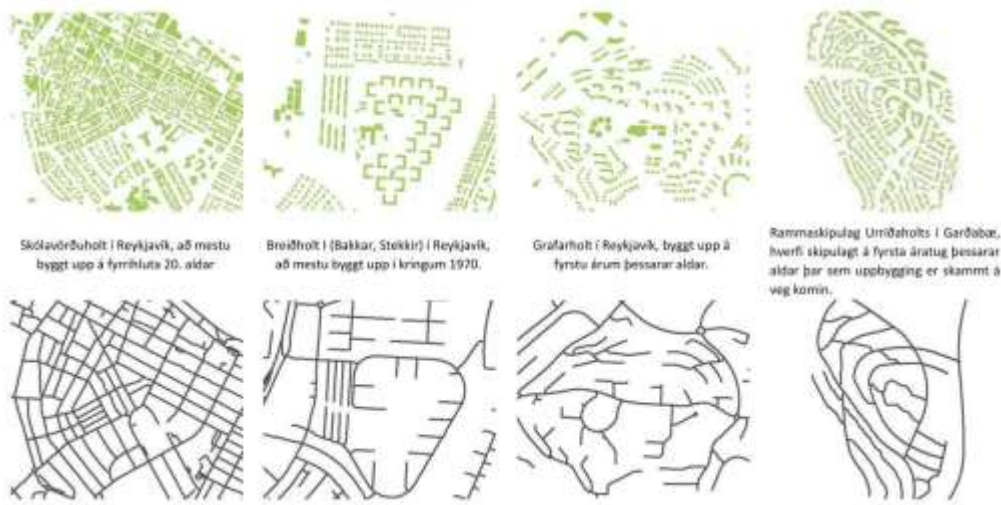 Skólavörðuholt í Reykjavík, að mestu
byggt upp á fyrrihluta 20. aldar
Breiðholt I (Bakkar, Stekkir) í Reykjavík,
að mestu byggt upp í kringum 1970.
Grafarholt í Reykjavík, byggt upp á
fyrstu árum þessarar aldar.
Rammaskipulag Urriðaholts í Garðabæ,
hverfi skipulagt á fyrsta áratug þessarar
aldar þar sem uppbygging er skammt á
veg komin.